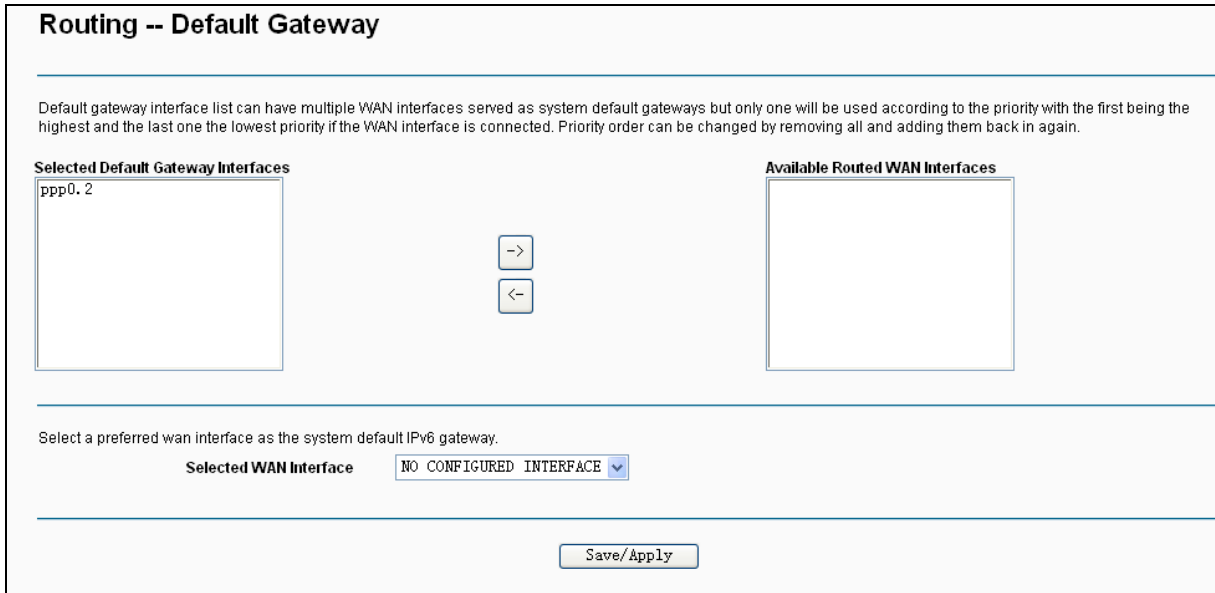 Routing -- Default Gateway
Default gateway interface list can have multiple WAN interfaces served as system default gateways but only one will be used according to the priority with the first being the
highest and the last one the lowest priority if the WAN interface is connected. Priority order can be changed by removing all and adding them back in again.
Selected Default Gateway Interfaces
Available Routed WAN Interfaces
ppp0.2
->
<-
Select a preferred wan interface as the system default IPv6 gateway.
Selected WAN Interface NO CONFIGURED INTERFACE
Save/Apply